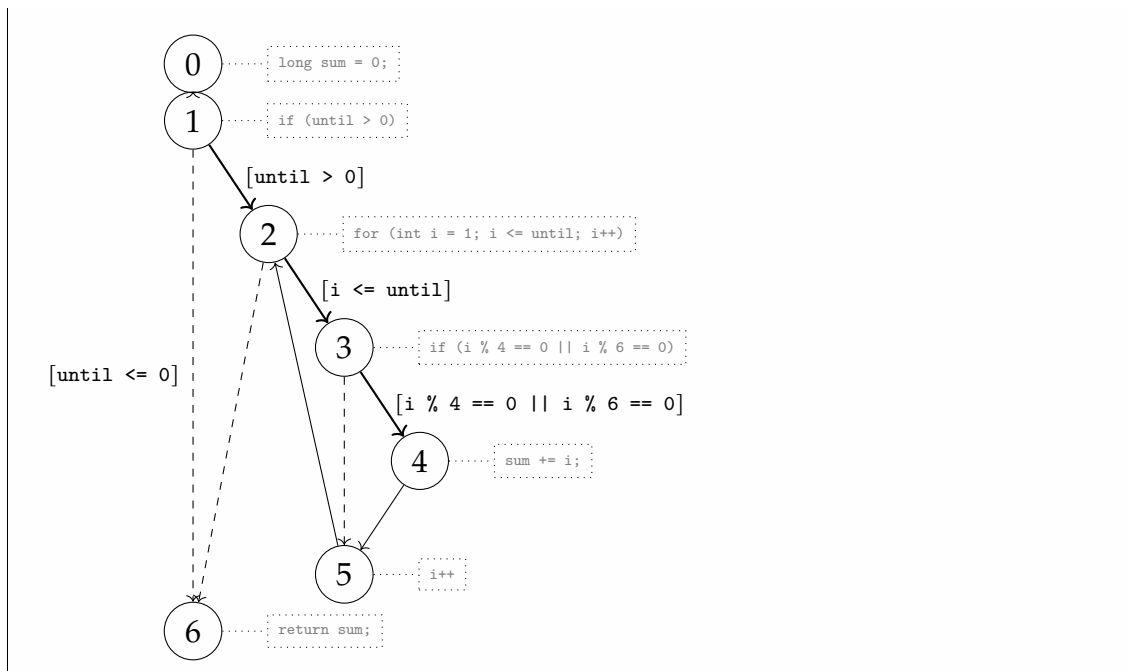 0 long sum = 0;
1 if (until > 0)
[until > 0]
2 for (int i = 1; i <= until; i++)
[i <= until]
3 if (i % 4 == 0 || i % 6 == 0)
[until <= 0]
[i % 4 == 0 || i % 6 == 0]
4 sum += i;
5 i++
6 return sum;